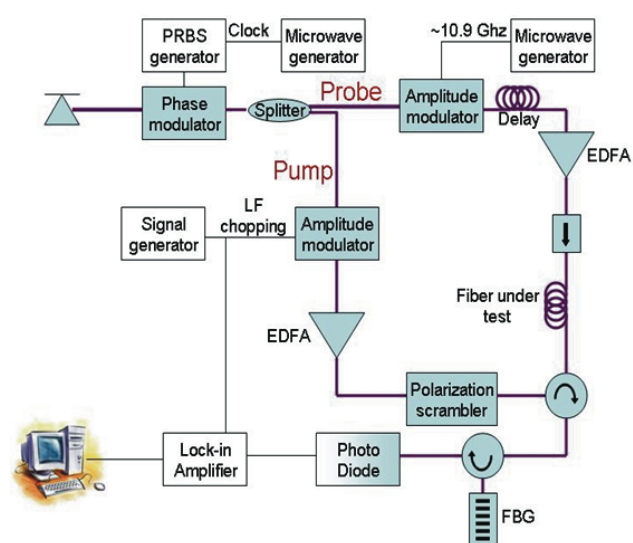 PRBS
generator
Clock
Microwave
generator
~10.9 Ghz
Microwave
generator
Phase
modulator
Splitter
Probe
Amplitude
modulator
Delay
EDFA
Pump
Signal
generator
LF
chopping
Amplitude
modulator
Fiber under
test
EDFA
Polarization
scrambler
Lock-in
Amplifier
Photo
Diode
FBG